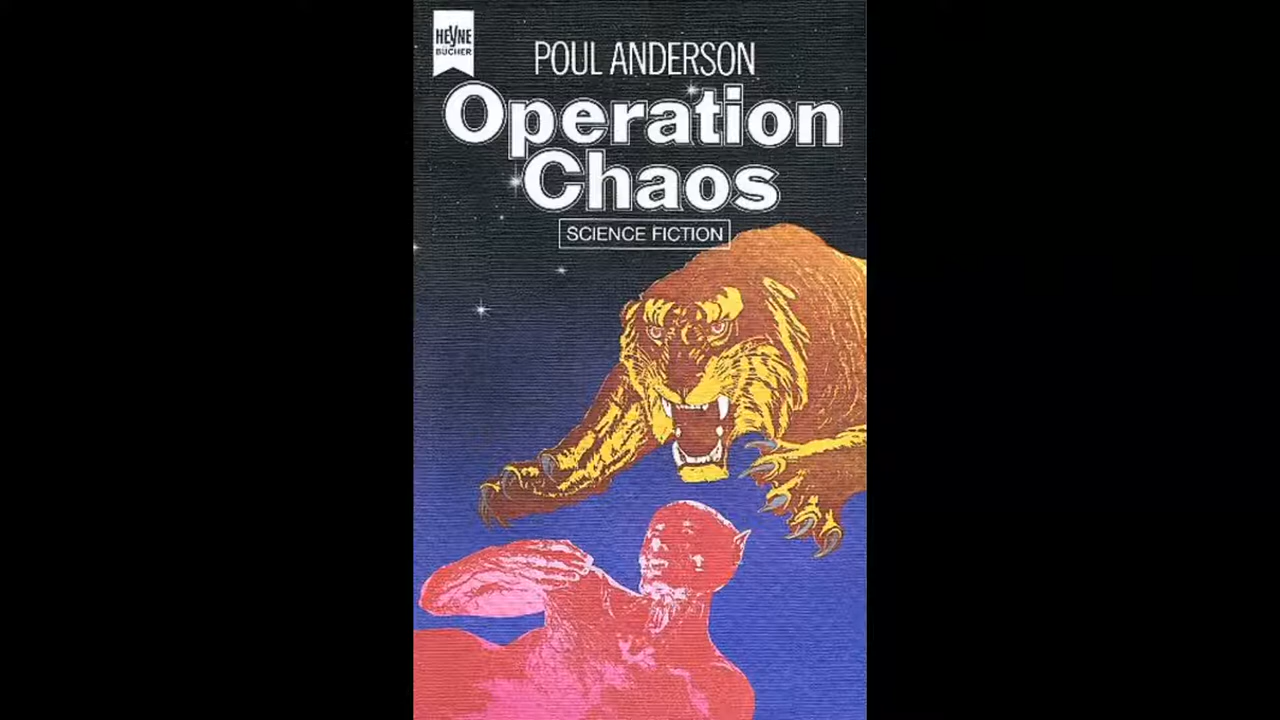 HEYNE
BÜCHER
POUL ANDERSON
Operation
Chaos
SCIENCE FICTION